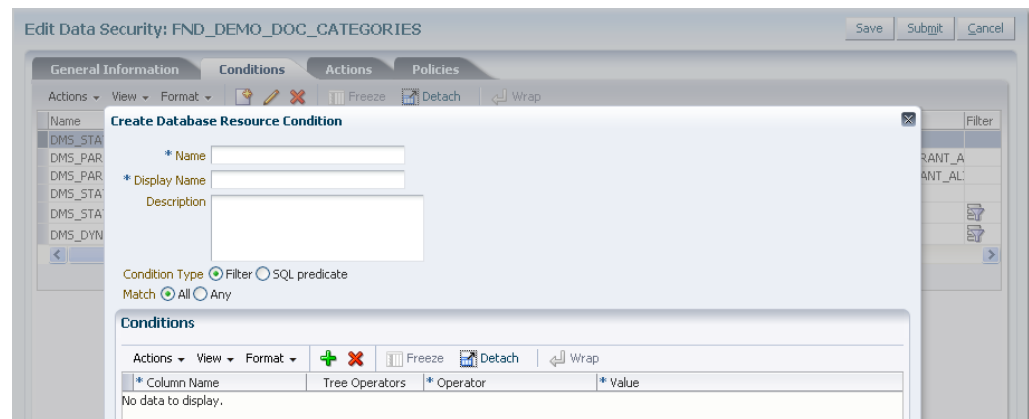 Edit Data Security: FND_DEMO_DOC_CATEGORIES
Save Submit Cancel
General Information Conditions Actions Policies
Actions View Format Freeze Detach Wrap
Name Filter
Create Database Resource Condition
DMS_STA
DMS_PAR RANT_A
DMS_PAR
DMS_STA
DMS_STA
DMS_DYN
* Name
* Display Name
Description
Condition Type Filter SQL predicate
Match All Any
Conditions
Actions View Format Freeze Detach Wrap
* Column Name Tree Operators * Operator * Value
No data to display.